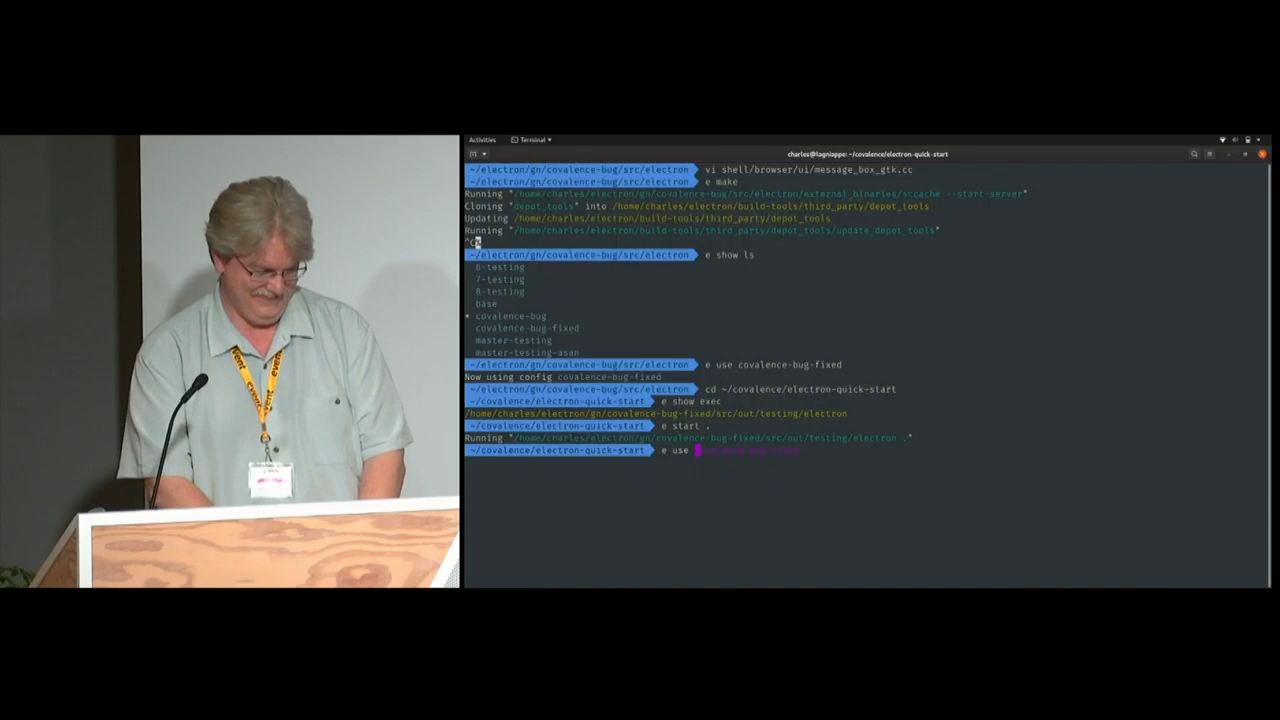 Activities
Terminal
charles@lagniappe: ~/covalence/electron-quick-start
~/electron/gn/covalence-bug/src/electron vi shell/browser/ui/message_box_gtk.cc
~/electron/gn/covalence-bug/src/electron e make
Running "/home/charles/electron/gn/covalence-bug/src/electron/external_binaries/sccache --start-server"
Cloning "depot_tools" into /home/charles/electron/build-tools/third_party/depot_tools
Updating /home/charles/electron/build-tools/third_party/depot_tools
Running "/home/charles/electron/build-tools/third_party/depot_tools/update_depot_tools"
^C%
~/electron/gn/covalence-bug/src/electron e show ls
6-testing
7-testing
8-testing
base
* covalence-bug
covalence-bug-fixed
master-testing
master-testing-asan
~/electron/gn/covalence-bug/src/electron e use covalence-bug-fixed
Now using config covalence-bug-fixed
~/electron/gn/covalence-bug/src/electron cd ~/covalence/electron-quick-start
~/covalence/electron-quick-start e show exec
/home/charles/electron/gn/covalence-bug-fixed/src/out/testing/electron
~/covalence/electron-quick-start e start .
Running "/home/charles/electron/gn/covalence-bug-fixed/src/out/testing/electron ."
~/covalence/electron-quick-start e use covalence-bug-fixed
event event